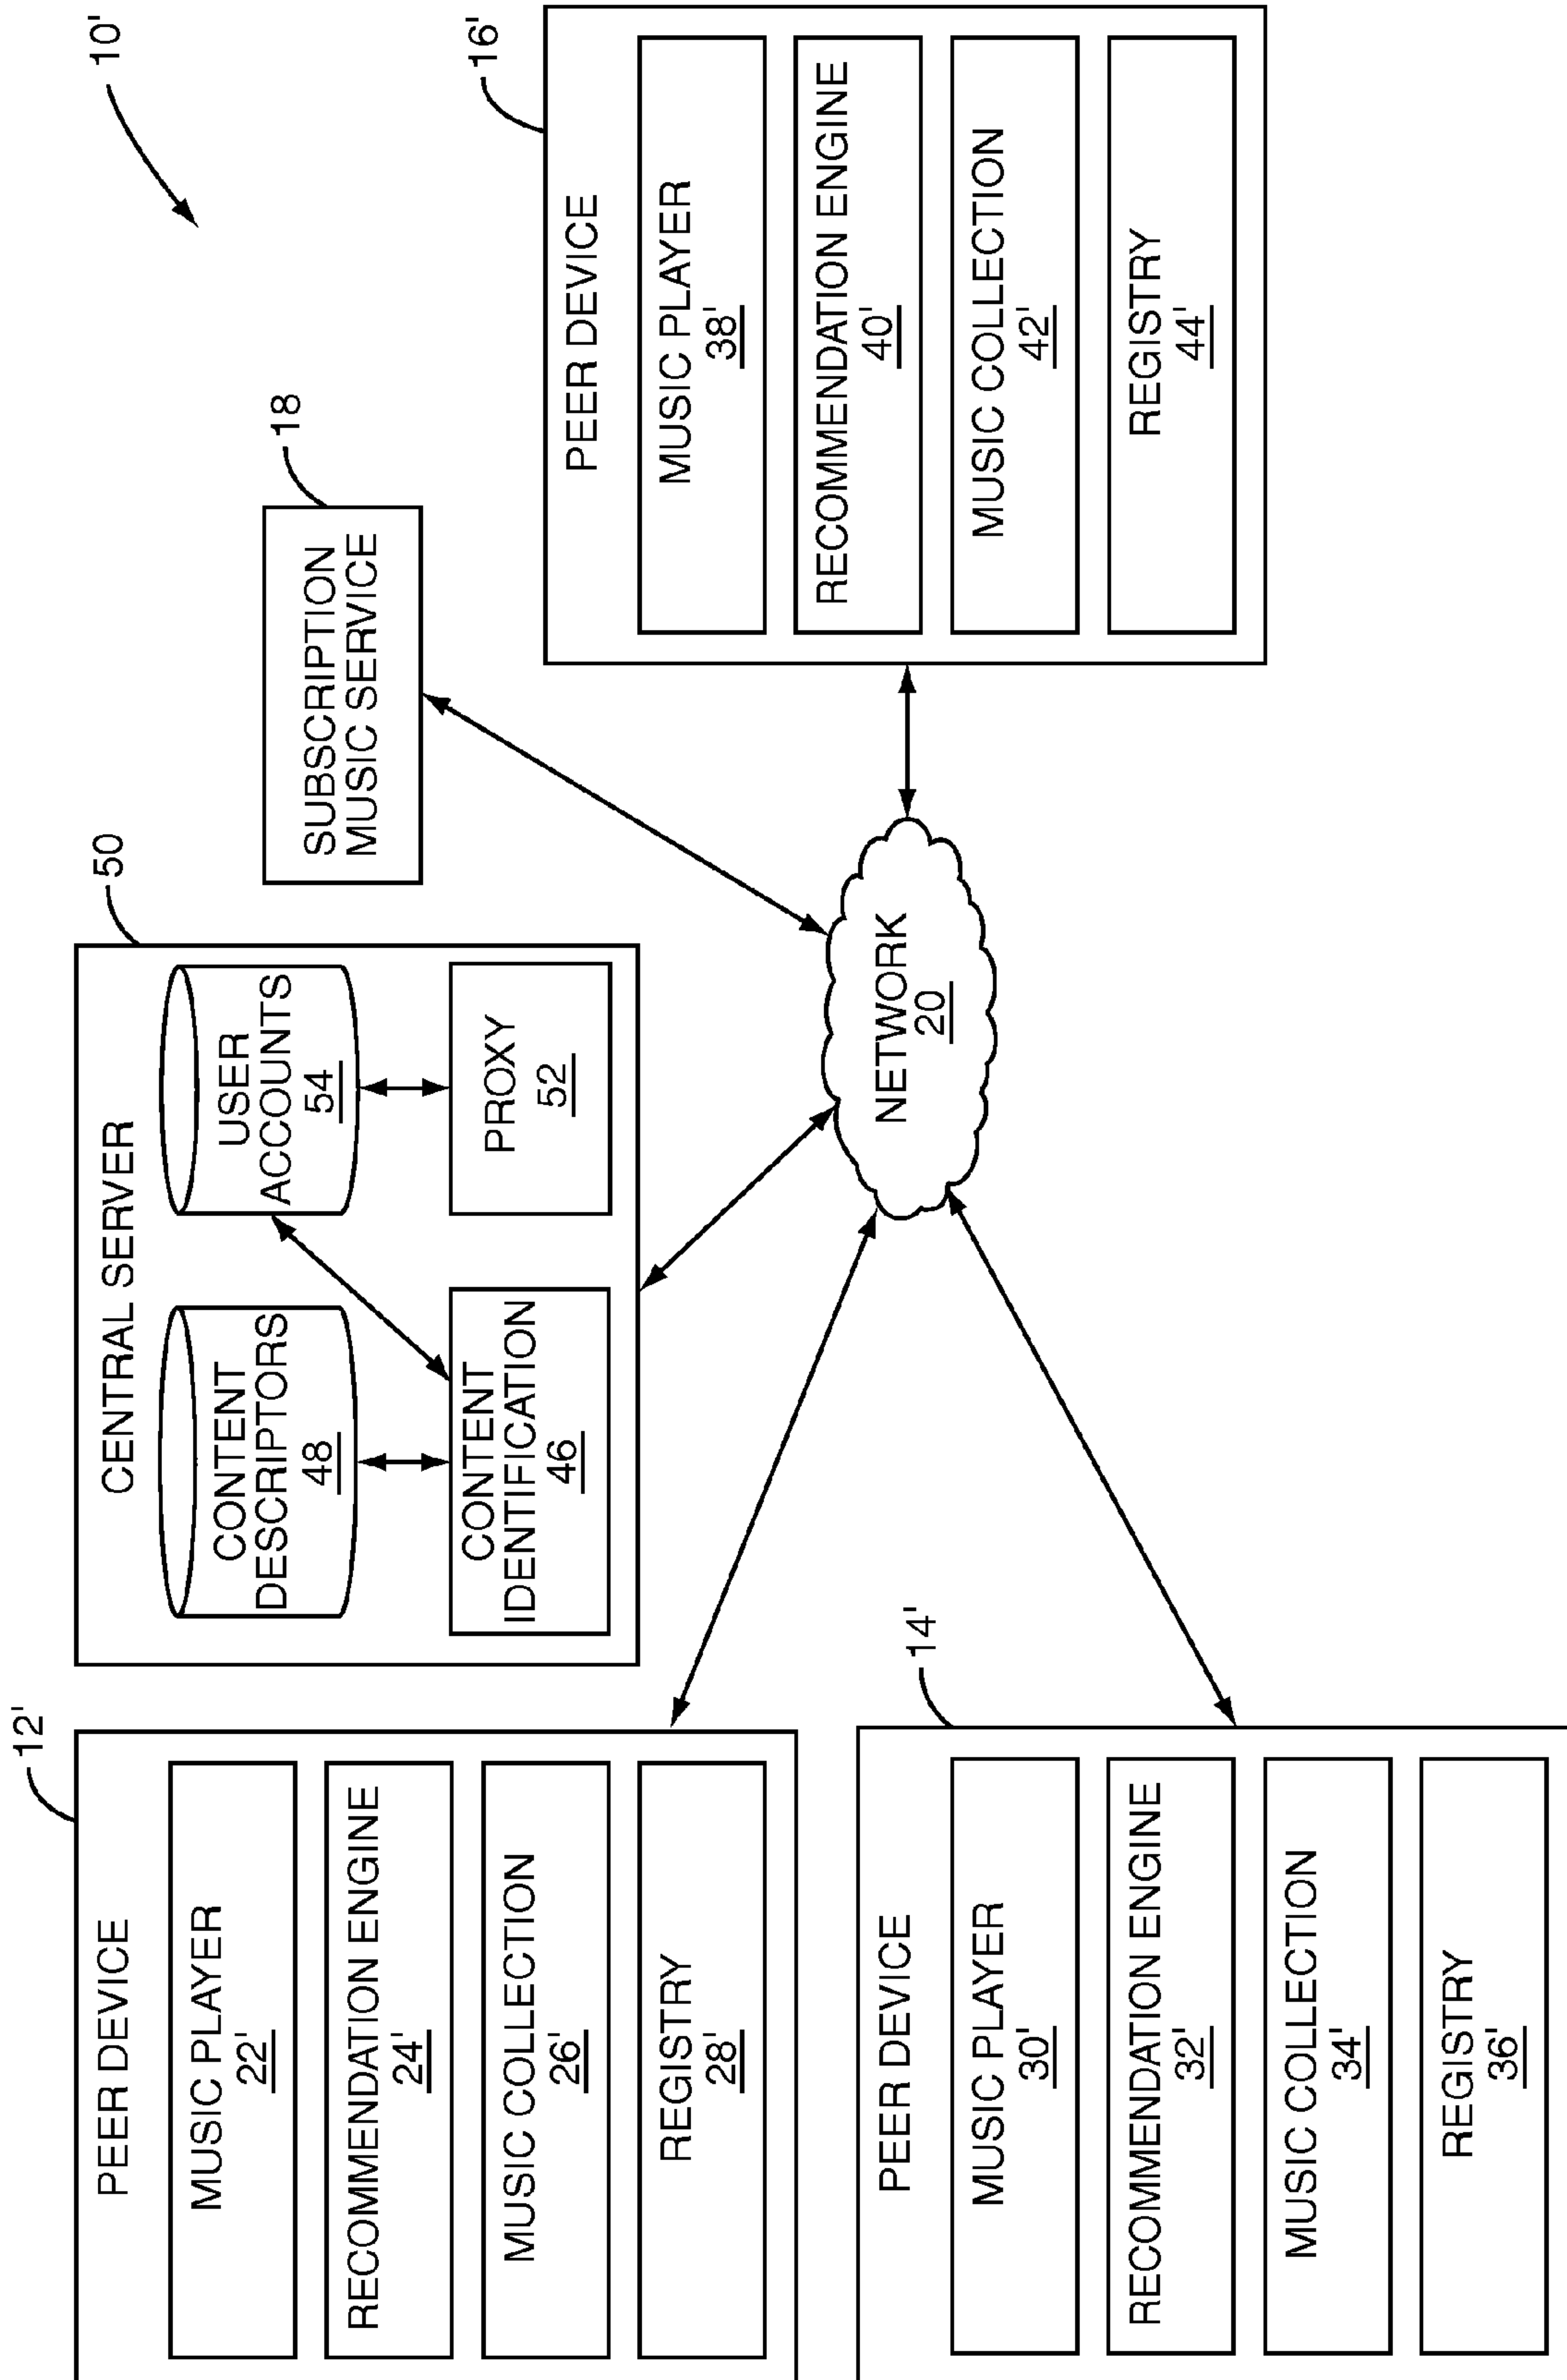 10'
12'
PEER DEVICE
MUSIC PLAYER
22'
RECOMMENDATION ENGINE
24'
MUSIC COLLECTION
26'
REGISTRY
28'
50
CENTRAL SERVER
CONTENT
DESCRIPTORS
48
USER
ACCOUNTS
54
CONTENT
IDENTIFICATION
46
PROXY
52
18
SUBSCRIPTION
MUSIC SERVICE
16'
PEER DEVICE
MUSIC PLAYER
38'
RECOMMENDATION ENGINE
40'
MUSIC COLLECTION
42'
REGISTRY
44'
NETWORK
20
14'
PEER DEVICE
MUSIC PLAYER
30'
RECOMMENDATION ENGINE
32'
MUSIC COLLECTION
34'
REGISTRY
36'